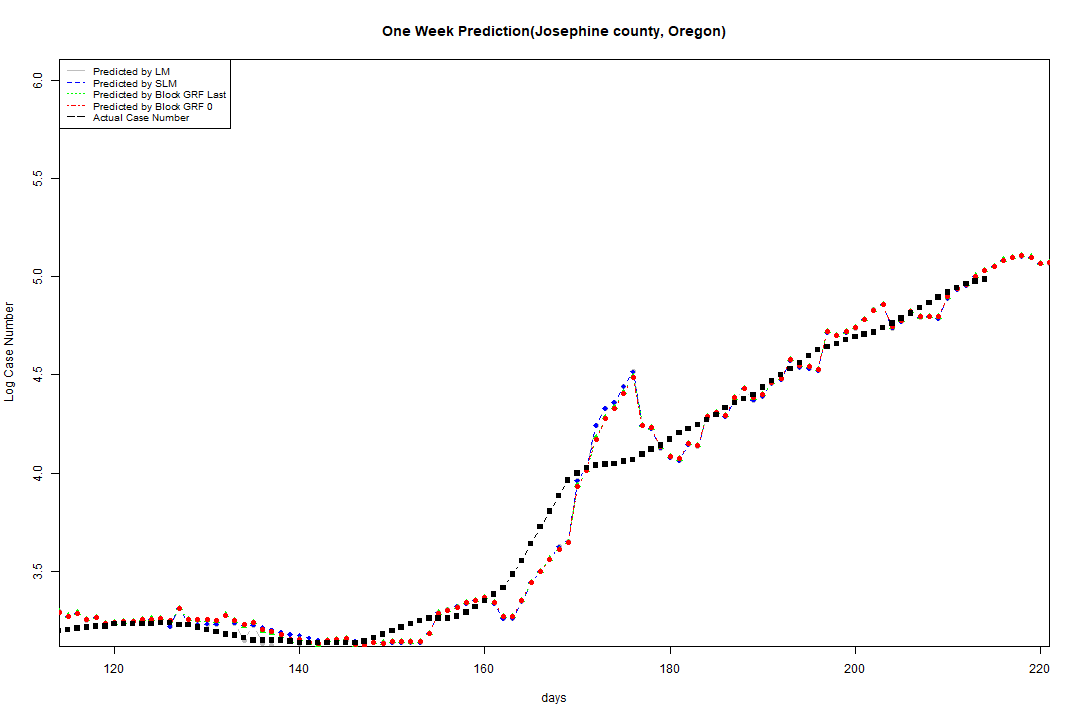 One Week Prediction(Josephine county, Oregon)
Predicted by LM
Predicted by SLM
Predicted by Block GRF Last
Predicted by Block GRF 0
Actual Case Number
6.0
5.5
5.0
4.5
4.0
3.5
Log Case Number
120
140
160
180
200
220
days